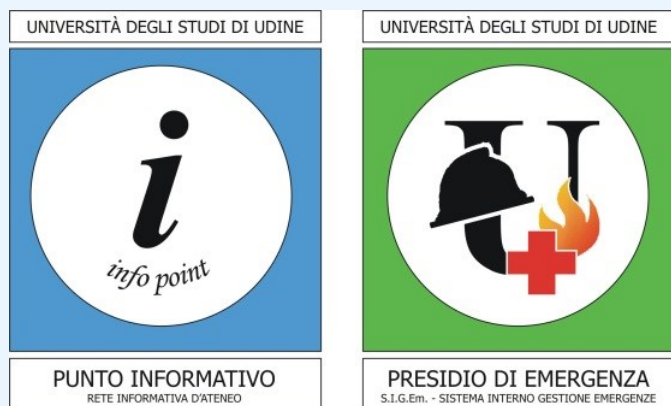 UNIVERSITÀ DEGLI STUDI DI UDINE
i
info point
PUNTO INFORMATIVO
RETE INFORMATIVA D'ATENEO
UNIVERSITÀ DEGLI STUDI DI UDINE
U
PRESIDIO DI EMERGENZA
S.I.G.Em. - SISTEMA INTERNO GESTIONE EMERGENZE